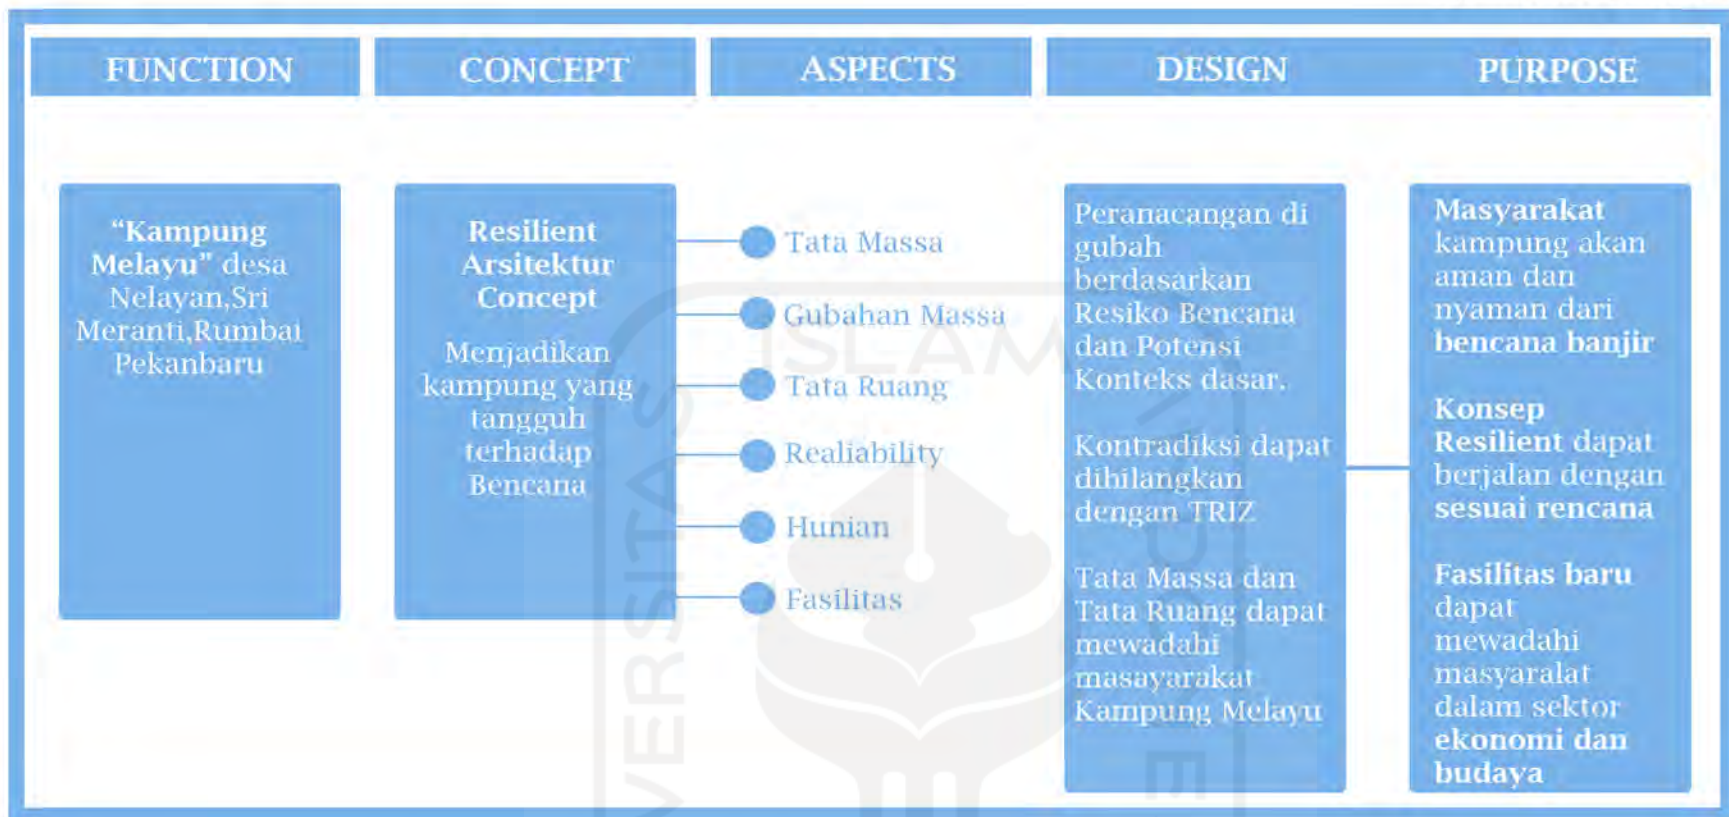 FUNCTION
CONCEPT
ASPECTS
DESIGN
PURPOSE
“Kampung
Melayu” desa
Nelayan,Sri
Meranti,Rumbai
Pekanbaru
Resilient
Arsitektur
Concept
Menjadikan
kampung yang
tangguh
terhadap
Bencana
Tata Massa
Gubahan Massa
Tata Ruang
Realiability
Hunian
Fasilitas
Peranacangan di
gubah
berdasarkan
Resiko Bencana
dan Potensi
Konteks dasar.
Kontradiksi dapat
dihilangkan
dengan TRIZ
Tata Massa dan
Tata Ruang dapat
mewadahi
masayarakat
Kampung Melayu
Masyarakat
kampung akan
aman dan
nyaman dari
bencana banjir
Konsep
Resilient dapat
berjalan dengan
sesuai rencana
Fasilitas baru
dapat
mewadahi
masyaralat
dalam sektor
ekonomi dan
budaya
ISLAM